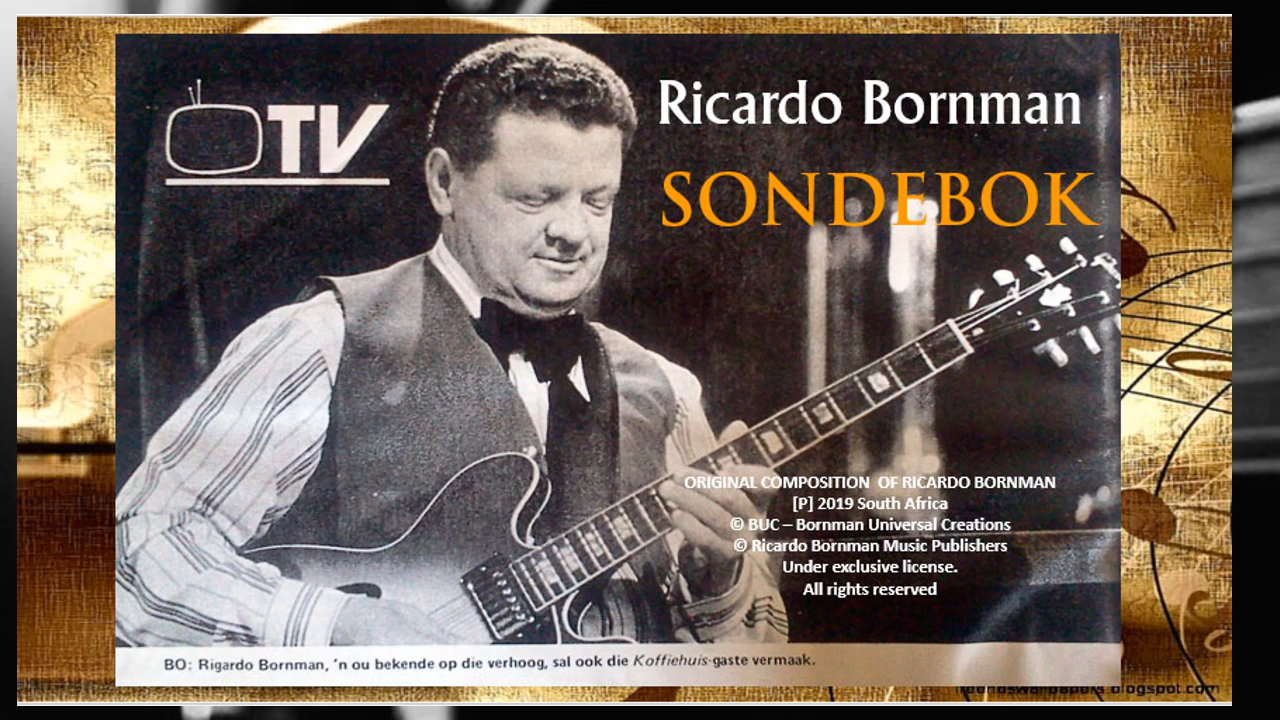 TV
Ricardo Bornman
SONDEBOK
ORIGINAL COMPOSITION OF RICARDO BORNMAN
[P] 2019 South Africa
© BUC – Bornman Universal Creations
© Ricardo Bornman Music Publishers
Under exclusive license.
All rights reserved
BO: Rigardo Bornman, 'n ou bekende op die verhoog, sal ook die Koffiehuis-gaste vermaak.